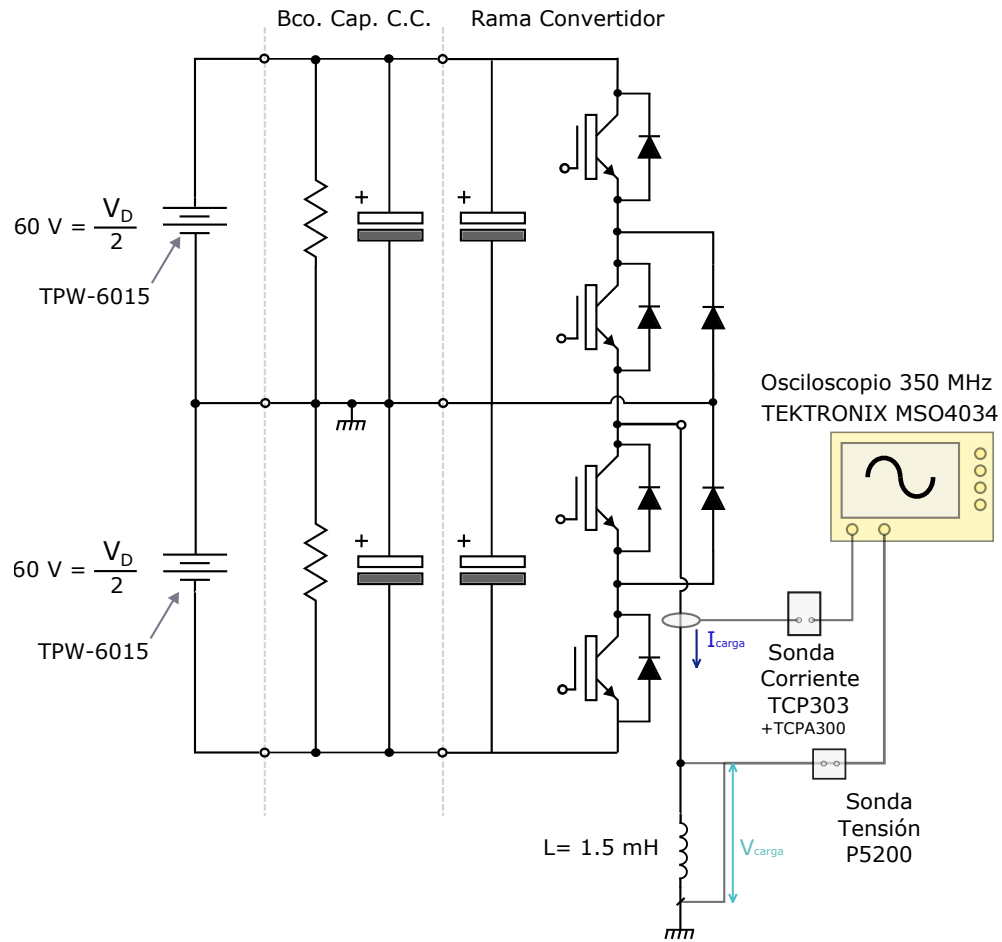 Bco. Cap. C.C.
Rama Convertidor
60 V = V_D
2
TPW-6015
+
+
Osciloscopio 350 MHz
TEKTRONIX MSO4034
60 V = V_D
2
TPW-6015
+
+
I_carga
Sonda
Corriente
TCP303
+TCPA300
Sonda
Tensión
P5200
L= 1.5 mH
V_carga